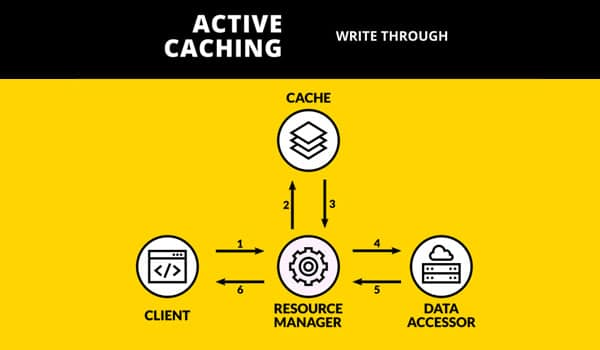 ACTIVE
CACHING
WRITE THROUGH
CACHE
2
3
1
4
</>
6
5
CLIENT
RESOURCE
MANAGER
DATA
ACCESSOR